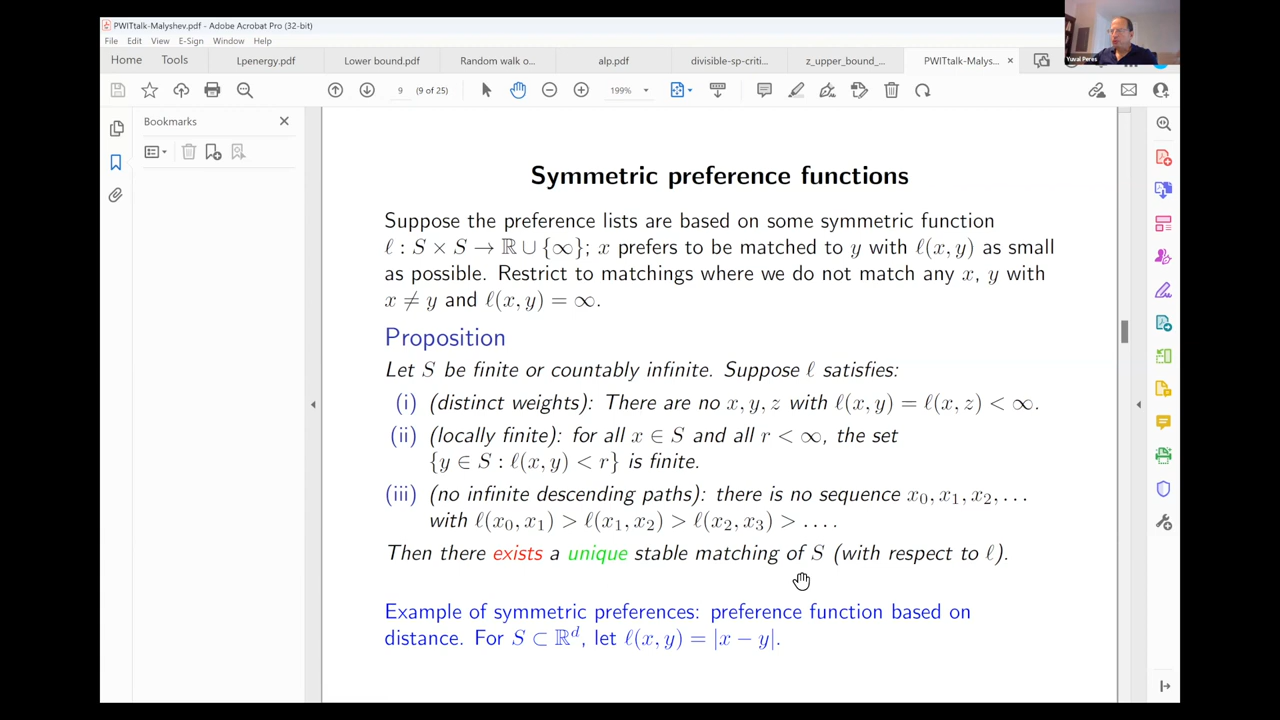 PWITtalk-Malyshev.pdf - Adobe Acrobat Pro (32-bit)
File Edit View E-Sign Window Help
Home Tools Lpenergy.pdf Lower bound.pdf Random walk o... alp.pdf divisible-sp-criti... z_upper_bound_... PWITtalk-Malys... ×
Yuval Peres
9 (9 of 25) 199%
Bookmarks
Symmetric preference functions
Suppose the preference lists are based on some symmetric function
ℓ : S × S → ℝ ∪ {∞}; x prefers to be matched to y with ℓ(x, y) as small
as possible. Restrict to matchings where we do not match any x, y with
x ≠ y and ℓ(x, y) = ∞.
Proposition
Let S be finite or countably infinite. Suppose ℓ satisfies:
(i) (distinct weights): There are no x, y, z with ℓ(x, y) = ℓ(x, z) < ∞.
(ii) (locally finite): for all x ∈ S and all r < ∞, the set
{y ∈ S : ℓ(x, y) < r} is finite.
(iii) (no infinite descending paths): there is no sequence x₀, x₁, x₂, . . .
with ℓ(x₀, x₁) > ℓ(x₁, x₂) > ℓ(x₂, x₃) > . . . .
Then there exists a unique stable matching of S (with respect to ℓ).
Example of symmetric preferences: preference function based on
distance. For S ⊂ ℝᵈ, let ℓ(x, y) = |x − y|.